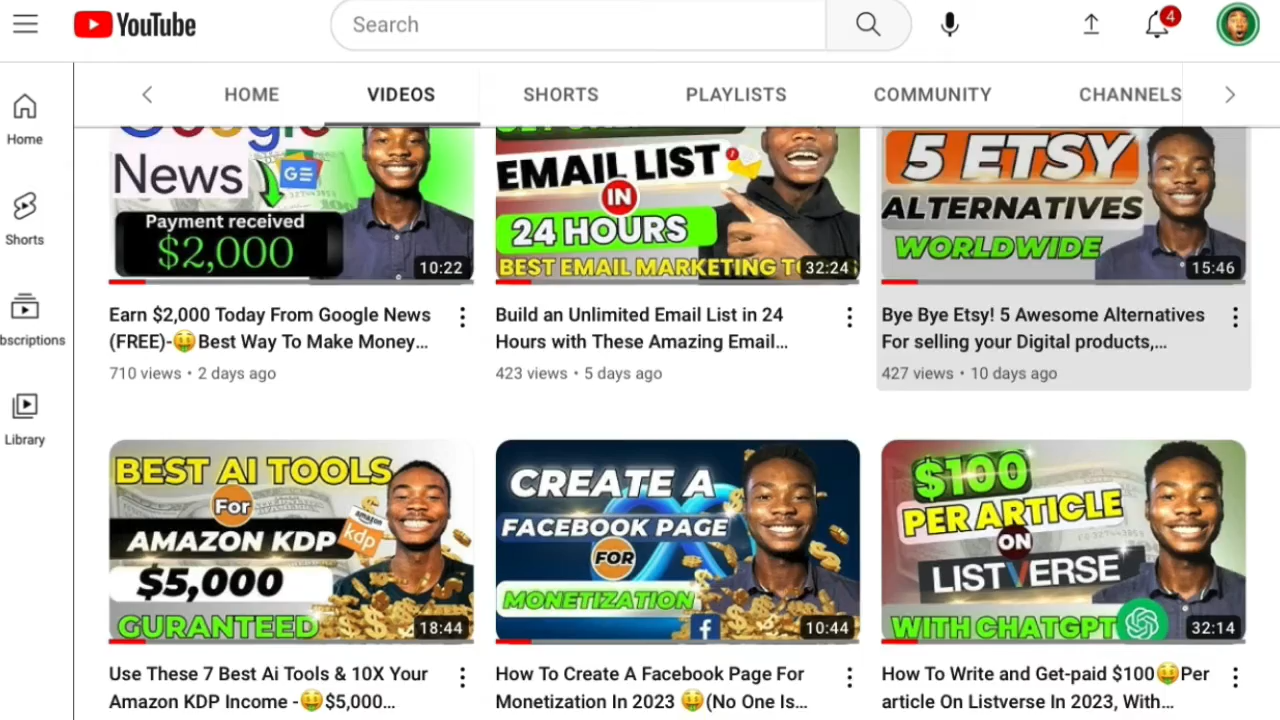 YouTube
Search
4
HOME
VIDEOS
SHORTS
PLAYLISTS
COMMUNITY
CHANNELS
Home
Shorts
bscriptions
Library
Google
News
GE
Payment received
$2,000
10:22
Earn $2,000 Today From Google News
(FREE)-🤑Best Way To Make Money...
710 views • 2 days ago
EMAIL LIST
IN
24 HOURS
BEST EMAIL MARKETING T
32:24
Build an Unlimited Email List in 24
Hours with These Amazing Email...
423 views • 5 days ago
5 ETSY
ALTERNATIVES
WORLDWIDE
15:46
Bye Bye Etsy! 5 Awesome Alternatives
For selling your Digital products,...
427 views • 10 days ago
BEST AI TOOLS
For
amazon
kdp
AMAZON KDP
$5,000
GURANTEED
18:44
Use These 7 Best Ai Tools & 10X Your
Amazon KDP Income -🤑$5,000...
CREATE A
FACEBOOK PAGE
FOR
MONETIZATION
f
10:44
How To Create A Facebook Page For
Monetization In 2023 🤑(No One Is...
$100
PER ARTICLE
ON
LISTVERSE
WITH CHATGPT
32:14
How To Write and Get-paid $100🤑Per
article On Listverse In 2023, With...